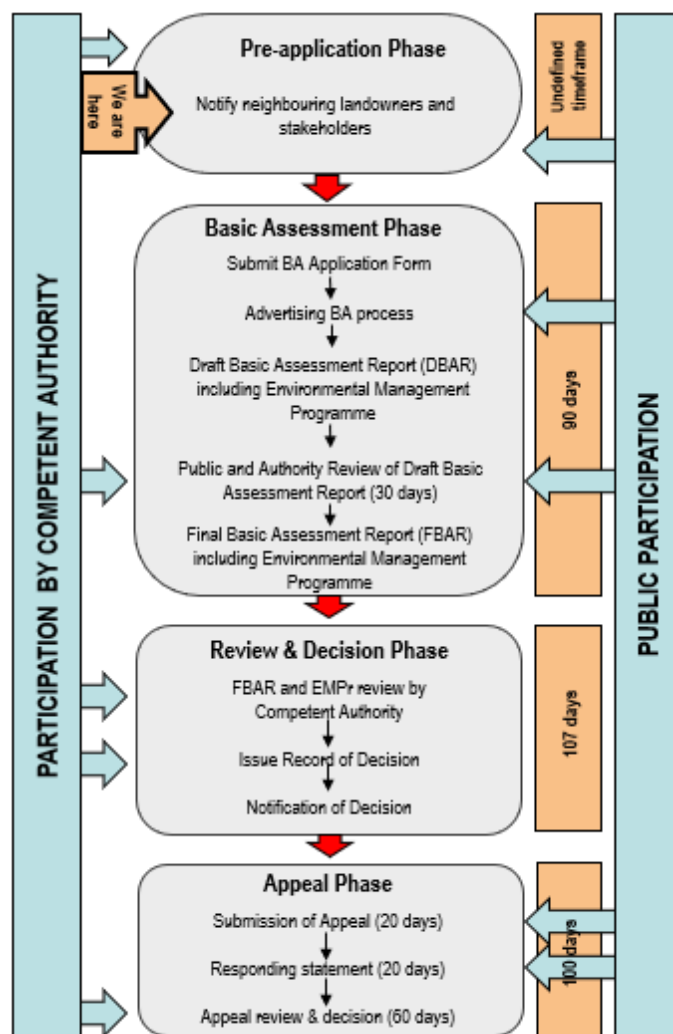 PARTICIPATION BY COMPETENT AUTHORITY
Pre-application Phase
Notify neighbouring landowners and
stakeholders
We are
here
Undefined
timeframe
Basic Assessment Phase
Submit BA Application Form
Advertising BA process
Draft Basic Assessment Report (DBAR)
including Environmental Management
Programme
Public and Authority Review of Draft Basic
Assessment Report (30 days)
Final Basic Assessment Report (FBAR)
including Environmental Management
Programme
90 days
Review & Decision Phase
FBAR and EMPr review by
Competent Authority
Issue Record of Decision
Notification of Decision
107 days
Appeal Phase
Submission of Appeal (20 days)
Responding statement (20 days)
Appeal review & decision (60 days)
100 days
PUBLIC PARTICIPATION